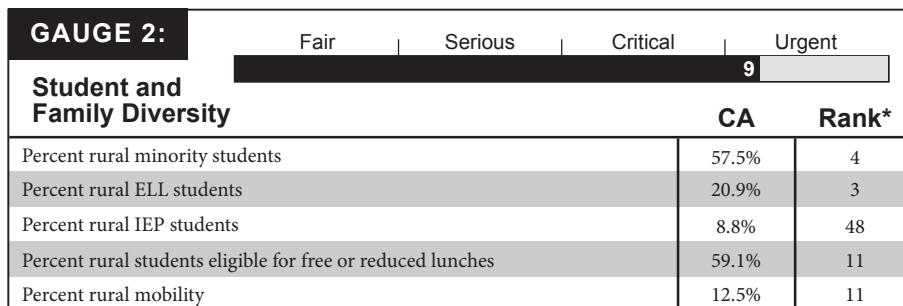 GAUGE 2:
Fair Serious Critical Urgent
9
Student and
Family Diversity
CA Rank*
Percent rural minority students 57.5% 4
Percent rural ELL students 20.9% 3
Percent rural IEP students 8.8% 48
Percent rural students eligible for free or reduced lunches 59.1% 11
Percent rural mobility 12.5% 11